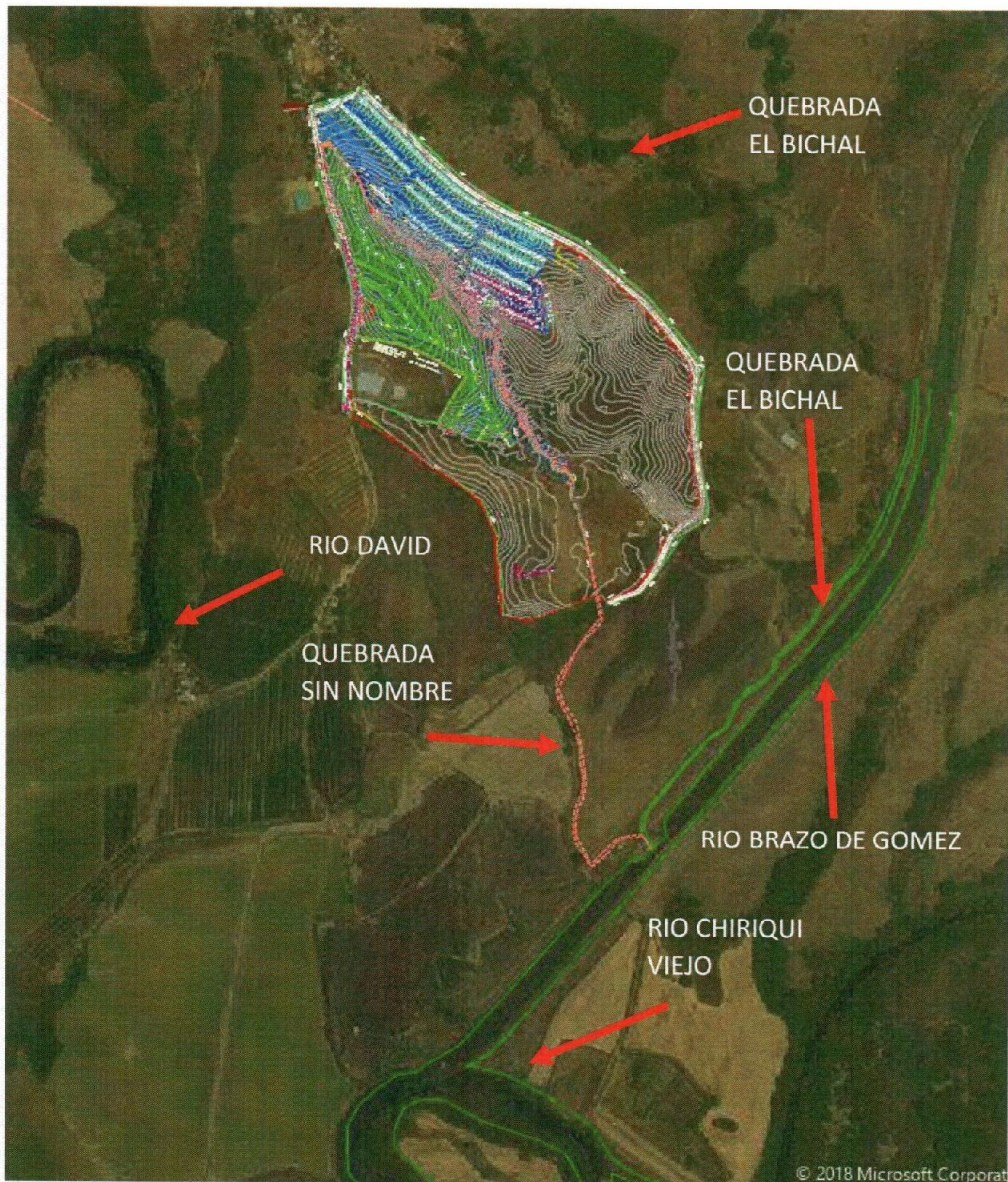 QUEBRADA
EL BICHAL
QUEBRADA
EL BICHAL
RIO DAVID
QUEBRADA
SIN NOMBRE
RIO BRAZO DE GOMEZ
RIO CHIRIQUI
VIEJO
© 2018 Microsoft Corporat